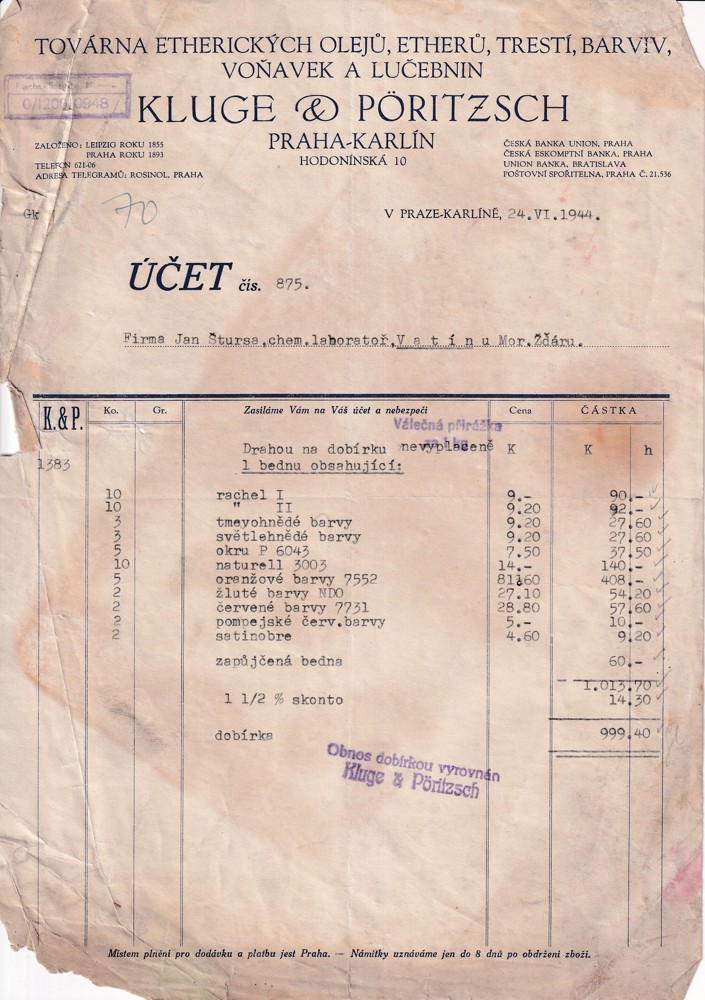 TOVÁRNA ETHERICKÝCH OLEJŮ, ETHERŮ, TRESTÍ, BARVIV,
VOŇAVEK A LUČEBNIN
0/1209/0948/
KLUGE & PÖRITZSCH
PRAHA-KARLÍN
HODONÍNSKÁ 10
ZALOŽENO: LEIPZIG ROKU 1855
PRAHA ROKU 1893
TELEFON 621-06
ADRESA TELEGRAMŮ: ROSINOL, PRAHA
ČESKÁ BANKA UNION, PRAHA
ČESKÁ ESKOMPTNÍ BANKA, PRAHA
UNION BANKA, BRATISLAVA
POŠTOVNÍ SPOŘITELNA, PRAHA Č. 21.536
Gk 70 V PRAZE-KARLÍNĚ, 24.VI.1944.
ÚČET čís. 875.
Firma Jan Štursa,chem.laboratoř,V a t í n u Mor.Žďáru.
K.&P. Ko. Gr. Zasíláme Vám na Váš účet a nebezpečí Cena ČÁSTKA
Válečná přirážka
za 1 kg
Drahou na dobírku nevyplaceně K K h
1383 1 bednu obsahující:
10 rachel I 9.- 90.-
10 " II 9.20 92.-
3 tmevohnědé barvy 9.20 27.60
3 světlehnědé barvy 9.20 27.60
5 okru P 6043 7.50 37.50
10 naturell 3003 14.- 140.-
5 oranžové barvy 7552 81.60 408.-
2 žluté barvy NDO 27.10 54.20
2 červené barvy 7731 28.80 57.60
2 pompejské červ.barvy 5.- 10.-
2 satinobre 4.60 9.20
zapůjčená bedna 60.-
1.013.70
1 1/2 % skonto 14.30
dobírka 999.40
Obnos dobírkou vyrovnán
Kluge & Pöritzsch
Místem plnění pro dodávku a platbu jest Praha. — Námitky uznáváme jen do 8 dnů po obdržení zboží.